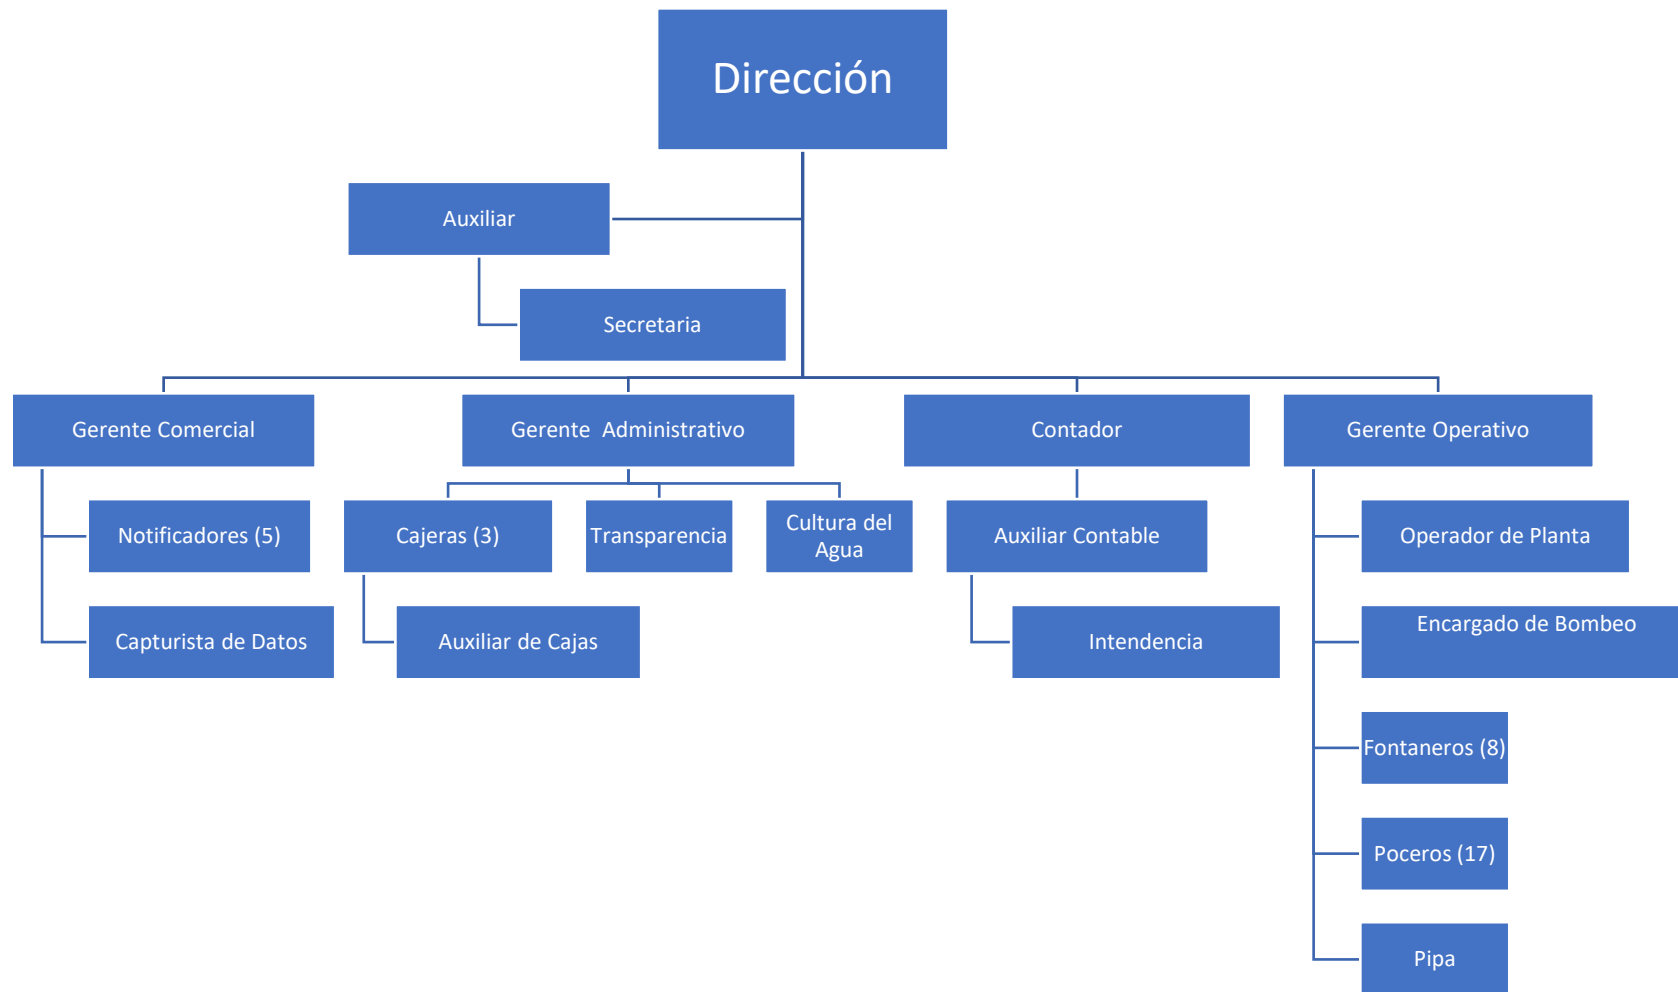 Dirección
Auxiliar
Secretaria
Gerente Comercial
Gerente  Administrativo
Contador
Gerente Operativo
Notificadores (5)
Cajeras (3)
Transparencia
Cultura del
Agua
Auxiliar Contable
Operador de Planta
Capturista de Datos
Auxiliar de Cajas
Intendencia
Encargado de Bombeo
Fontaneros (8)
Poceros (17)
Pipa